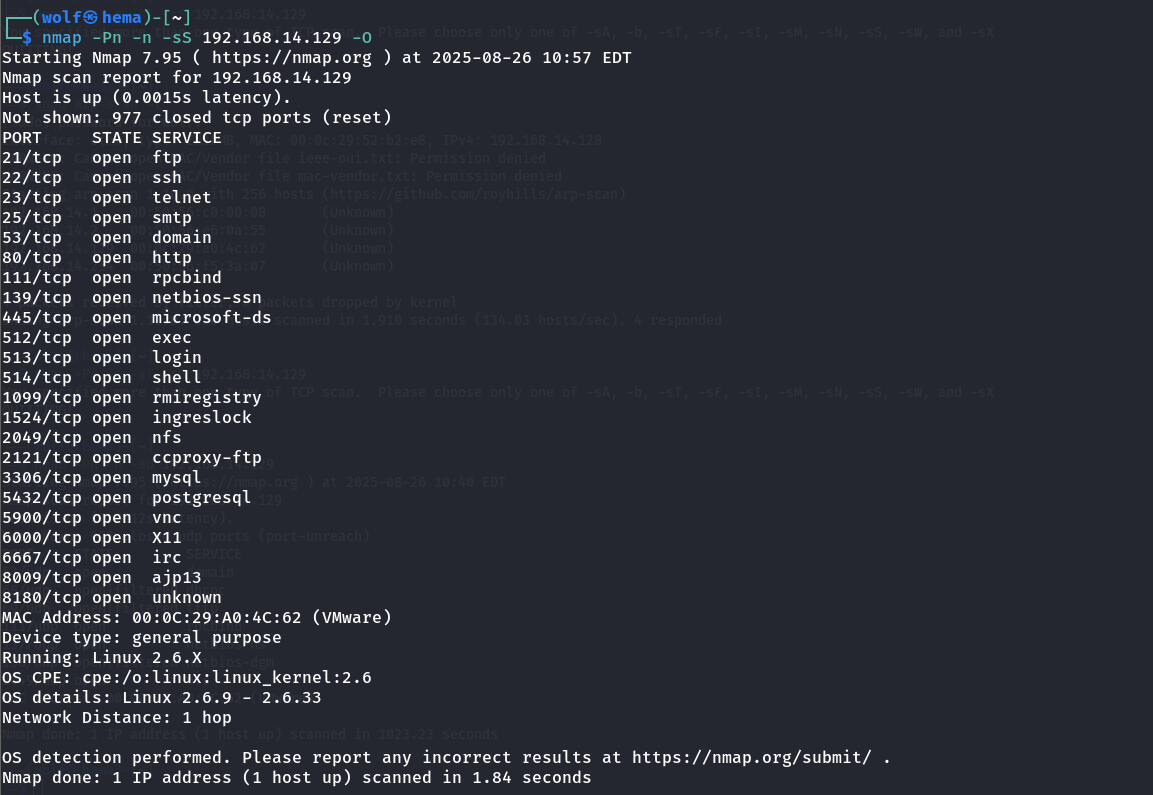 ┌──(wolf㉿hema)-[~]
└─$ nmap -Pn -n -sS 192.168.14.129 -O
Starting Nmap 7.95 ( https://nmap.org ) at 2025-08-26 10:57 EDT
Nmap scan report for 192.168.14.129
Host is up (0.0015s latency).
Not shown: 977 closed tcp ports (reset)
PORT     STATE SERVICE
21/tcp   open  ftp
22/tcp   open  ssh
23/tcp   open  telnet
25/tcp   open  smtp
53/tcp   open  domain
80/tcp   open  http
111/tcp  open  rpcbind
139/tcp  open  netbios-ssn
445/tcp  open  microsoft-ds
512/tcp  open  exec
513/tcp  open  login
514/tcp  open  shell
1099/tcp open  rmiregistry
1524/tcp open  ingreslock
2049/tcp open  nfs
2121/tcp open  ccproxy-ftp
3306/tcp open  mysql
5432/tcp open  postgresql
5900/tcp open  vnc
6000/tcp open  X11
6667/tcp open  irc
8009/tcp open  ajp13
8180/tcp open  unknown
MAC Address: 00:0C:29:A0:4C:62 (VMware)
Device type: general purpose
Running: Linux 2.6.X
OS CPE: cpe:/o:linux:linux_kernel:2.6
OS details: Linux 2.6.9 - 2.6.33
Network Distance: 1 hop
OS detection performed. Please report any incorrect results at https://nmap.org/submit/ .
Nmap done: 1 IP address (1 host up) scanned in 1.84 seconds